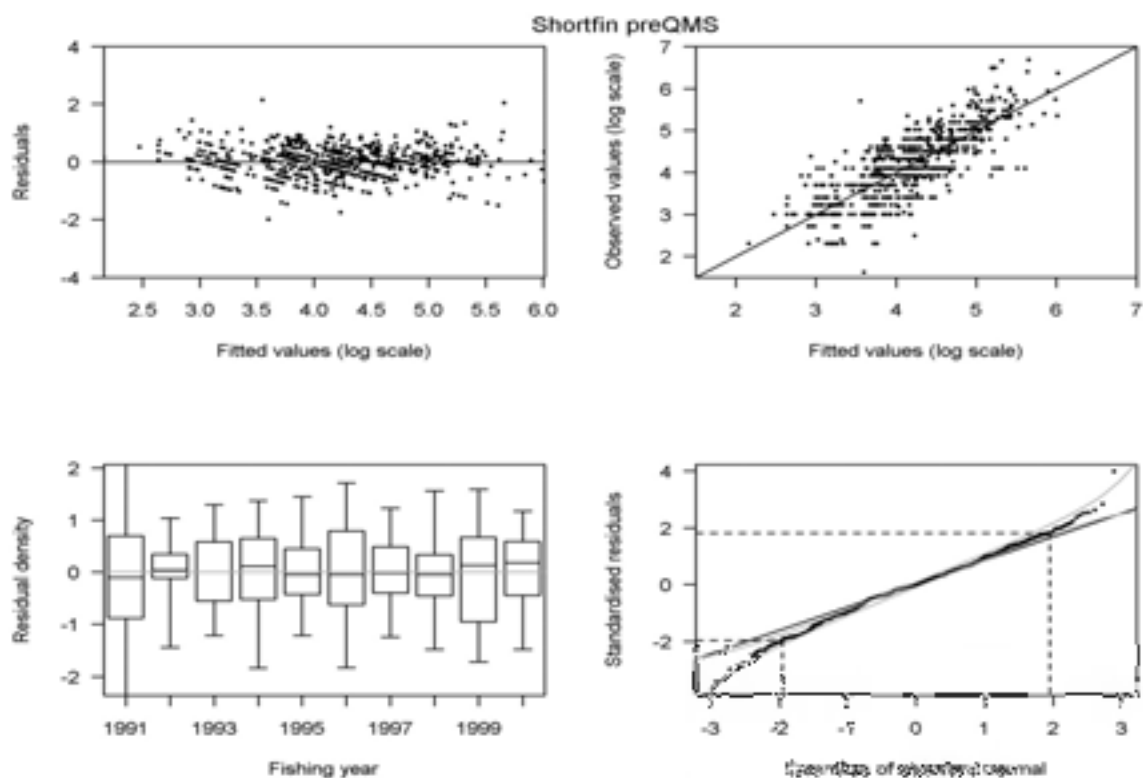 Shortfin preQMS
Residuals
4
2
0
-2
-4
2.5 3.0 3.5 4.0 4.5 5.0 5.5 6.0
Fitted values (log scale)
Observed values (log scale)
7
6
5
4
3
2
2 3 4 5 6 7
Fitted values (log scale)
Residual density
2
1
0
-1
-2
1991 1993 1995 1997 1999
Fishing year
Standardised residuals
4
2
0
-2
-3 -2 -1 0 1 2 3
of